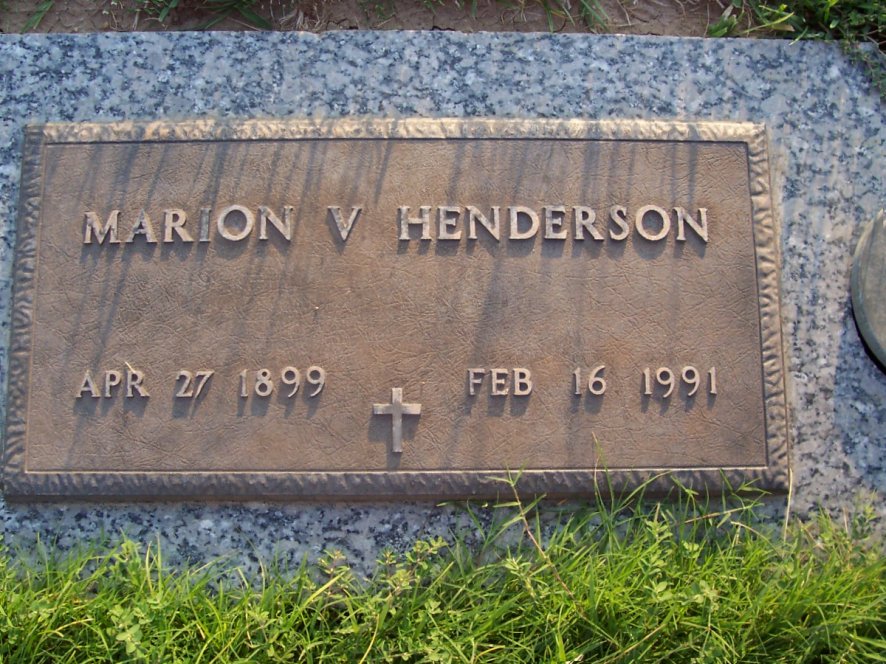 MARION V HENDERSON
APR 27 1899 FEB 16 1991